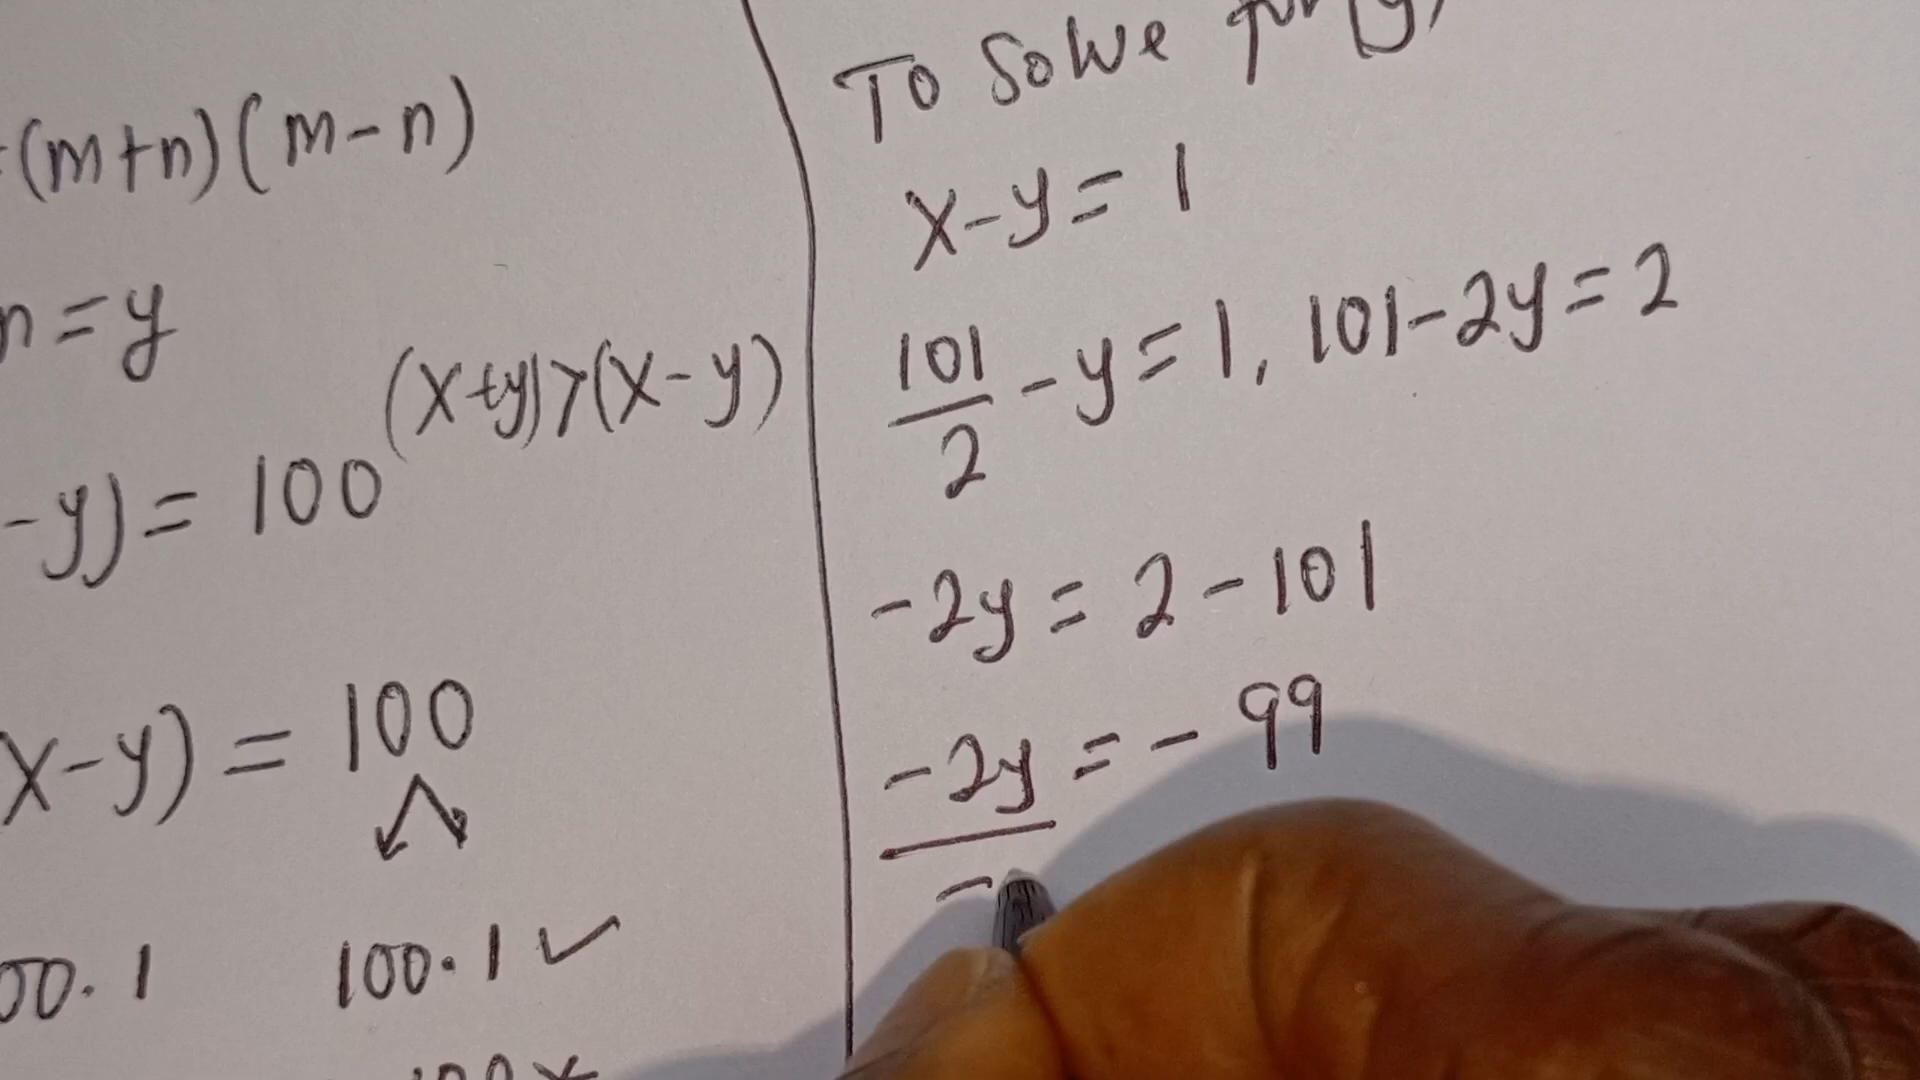 (m+n)(m-n)
n=y
(x+y)>(x-y)
-y)= 100
x-y) = 100
00.1 100.1 ✓
To Solve for (y)
x-y= 1
101/2 -y= 1, 101-2y=2
-2y= 2-101
-2y = - 99
-